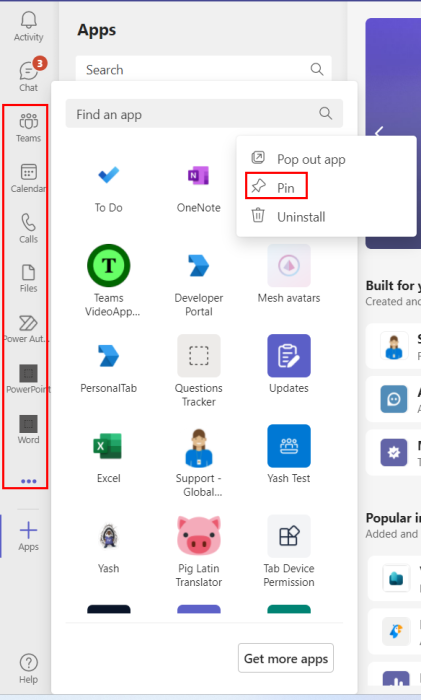 Activity
3
Chat
Teams
Calendar
Calls
Files
Power Aut...
PowerPoint
Word
Apps
Help
Apps
Search
Find an app
Pop out app
Pin
Uninstall
To Do
N
OneNote
T
Teams
VideoApp...
Developer
Portal
Mesh avatars
PersonalTab
Questions
Tracker
Updates
X
Excel
Support -
Global...
Yash Test
Yash
Pig Latin
Translator
Tab Device
Permission
Get more apps
Built for y
Created and
Popular in
Added and